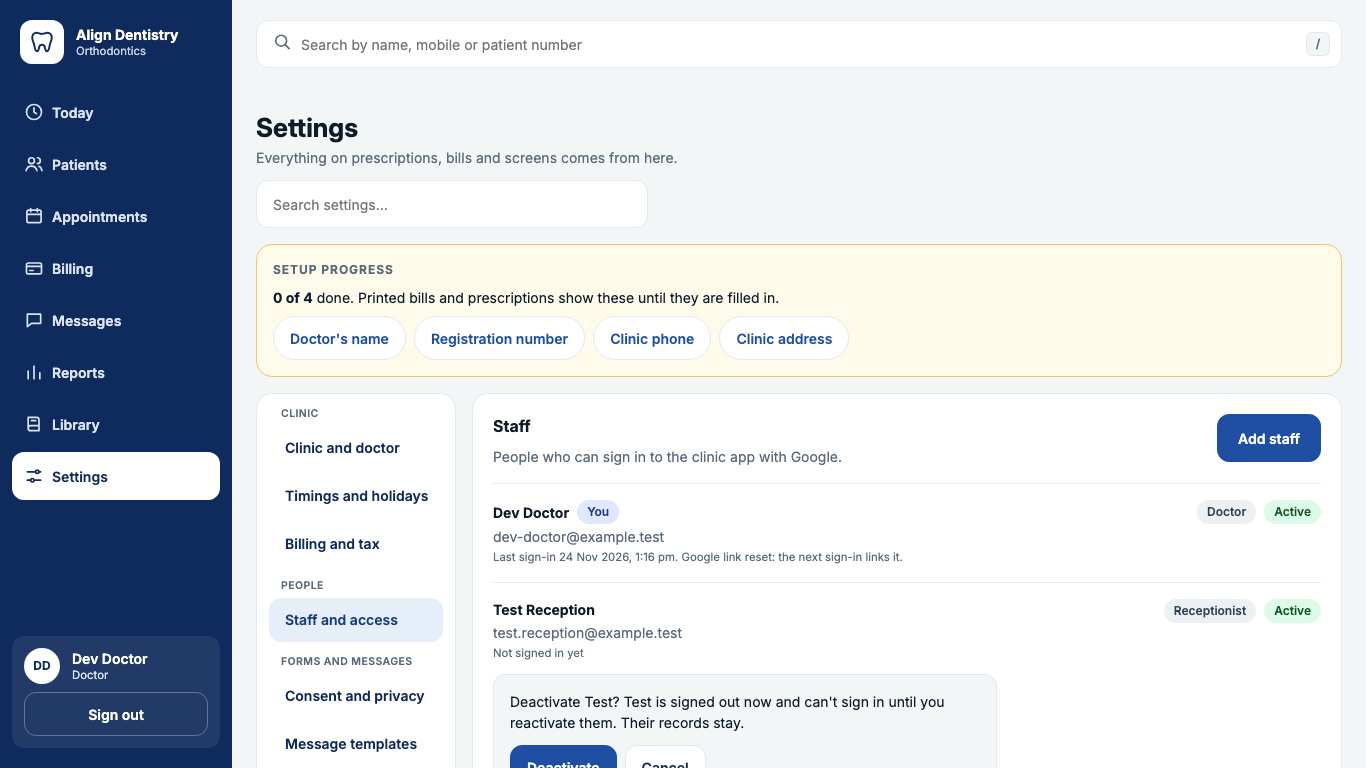 Align Dentistry
Orthodontics
Today
Patients
Appointments
Billing
Messages
Reports
Library
Settings
DD
Dev Doctor
Doctor
Sign out
Search by name, mobile or patient number
/
Settings
Everything on prescriptions, bills and screens comes from here.
Search settings...
SETUP PROGRESS
0 of 4 done. Printed bills and prescriptions show these until they are filled in.
Doctor's name
Registration number
Clinic phone
Clinic address
CLINIC
Clinic and doctor
Timings and holidays
Billing and tax
PEOPLE
Staff and access
FORMS AND MESSAGES
Consent and privacy
Message templates
Staff
People who can sign in to the clinic app with Google.
Add staff
Dev Doctor
You
Doctor
Active
dev-doctor@example.test
Last sign-in 24 Nov 2026, 1:16 pm. Google link reset: the next sign-in links it.
Test Reception
Receptionist
Active
test.reception@example.test
Not signed in yet
Deactivate Test? Test is signed out now and can't sign in until you
reactivate them. Their records stay.
Deactivate
Cancel